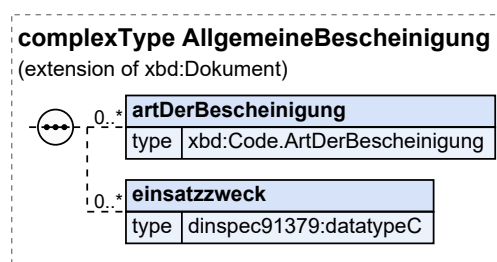 complexType AllgemeineBescheinigung
(extension of xbd:Dokument)
0..* artDerBescheinigung
type xbd:Code.ArtDerBescheinigung
0..* einsatzzweck
type dinspec91379:datatypeC